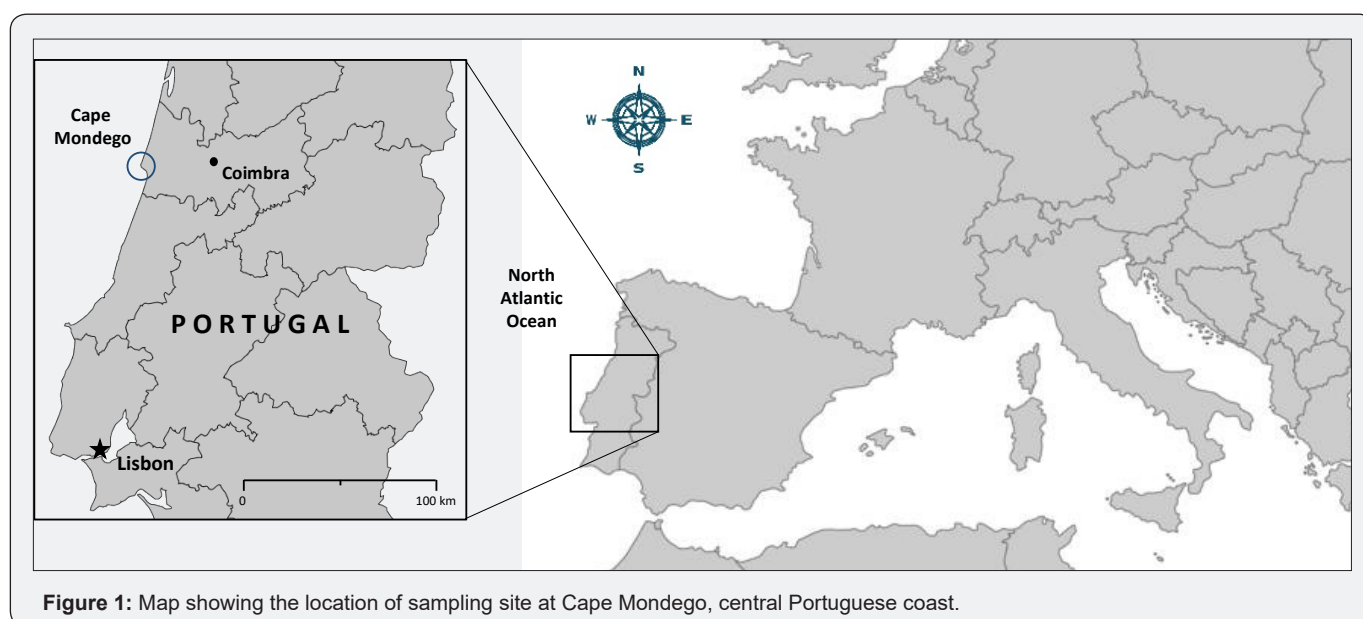 Cape
Mondego
Coimbra
PORTUGAL
Lisbon
0 100 km
N
W E
S
North
Atlantic
Ocean
Figure 1: Map showing the location of sampling site at Cape Mondego, central Portuguese coast.